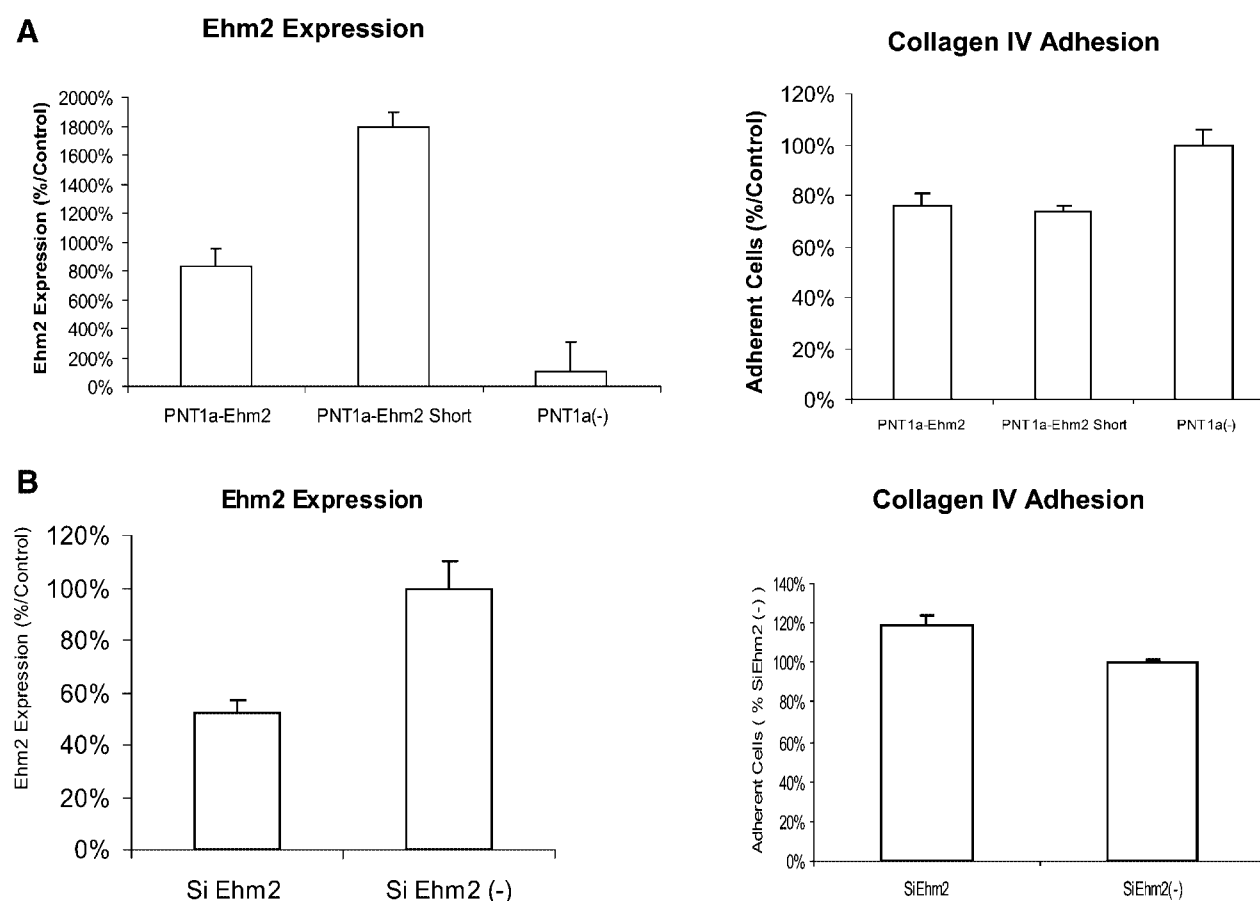 A
Ehm2 Expression
Ehm2 Expression (%/Control)
2000%
1800%
1600%
1400%
1200%
1000%
800%
600%
400%
200%
0%
PNT1a-Ehm2
PNT1a-Ehm2 Short
PNT1a(-)
Collagen IV Adhesion
Adherent Cells (%/Control)
120%
100%
80%
60%
40%
20%
0%
PNT1a-Ehm2
PNT1a-Ehm2 Short
PNT1a(-)
B
Ehm2 Expression
Ehm2 Expression (%/Control)
120%
100%
80%
60%
40%
20%
0%
Si Ehm2
Si Ehm2 (-)
Collagen IV Adhesion
Adherent Cells ( % SiEhm2 (-) )
140%
120%
100%
80%
60%
40%
20%
0%
SiEhm2
SiEhm2(-)